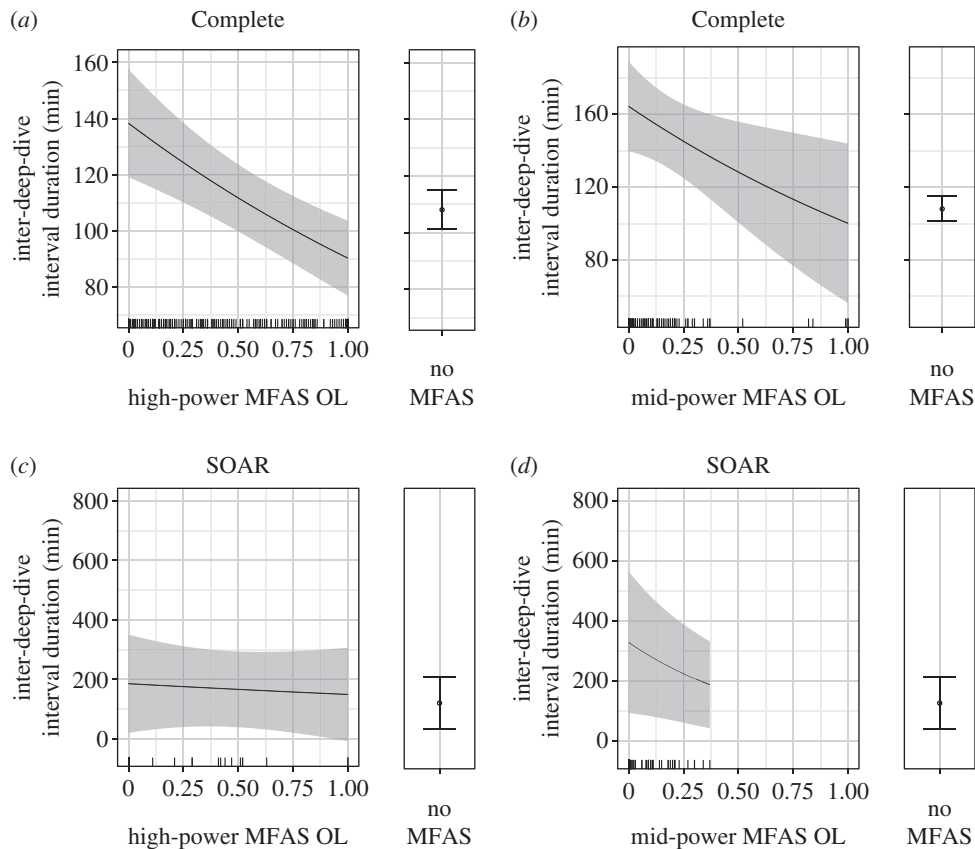 (a) Complete
inter-deep-dive
interval duration (min)
160
140
120
100
80
0 0.25 0.50 0.75 1.00
high-power MFAS OL
no
MFAS
(b) Complete
inter-deep-dive
interval duration (min)
160
120
80
0 0.25 0.50 0.75 1.00
mid-power MFAS OL
no
MFAS
(c) SOAR
inter-deep-dive
interval duration (min)
800
600
400
200
0
0 0.25 0.50 0.75 1.00
high-power MFAS OL
no
MFAS
(d) SOAR
inter-deep-dive
interval duration (min)
800
600
400
200
0
0 0.25 0.50 0.75 1.00
mid-power MFAS OL
no
MFAS